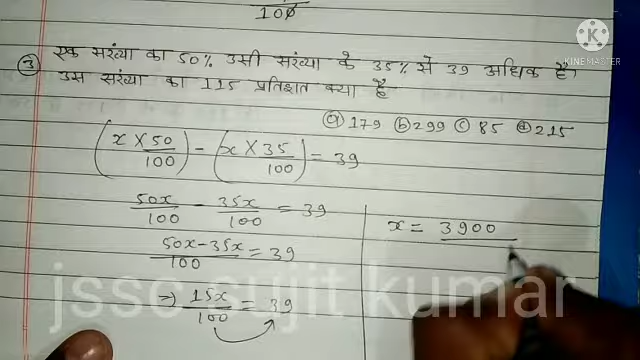 100
③ एक संख्या का 50% उसी संख्या के 35% से 39 अधिक है।
उस संख्या का 115 प्रतिशत क्या है
ⓐ 179 ⓑ 299 ⓒ 85 ⓓ 215
(x × 50/100) - (x × 35/100) = 39
50x/100 - 35x/100 = 39
50x - 35x/100 = 39
⇒ 15x/100 = 39
x = 3900
jssc sujit kumar
KINEMASTER